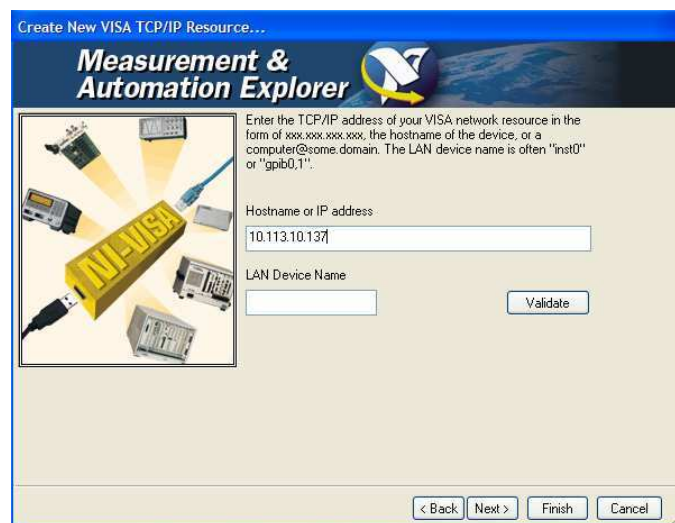 Create New VISA TCP/IP Resource...
Measurement &
Automation Explorer
Enter the TCP/IP address of your VISA network resource in the
form of xxx.xxx.xxx.xxx, the hostname of the device, or a
computer@some.domain. The LAN device name is often "inst0"
or "gpib0,1".
Hostname or IP address
10.113.10.137
LAN Device Name
Validate
NI-VISA
< Back Next > Finish Cancel